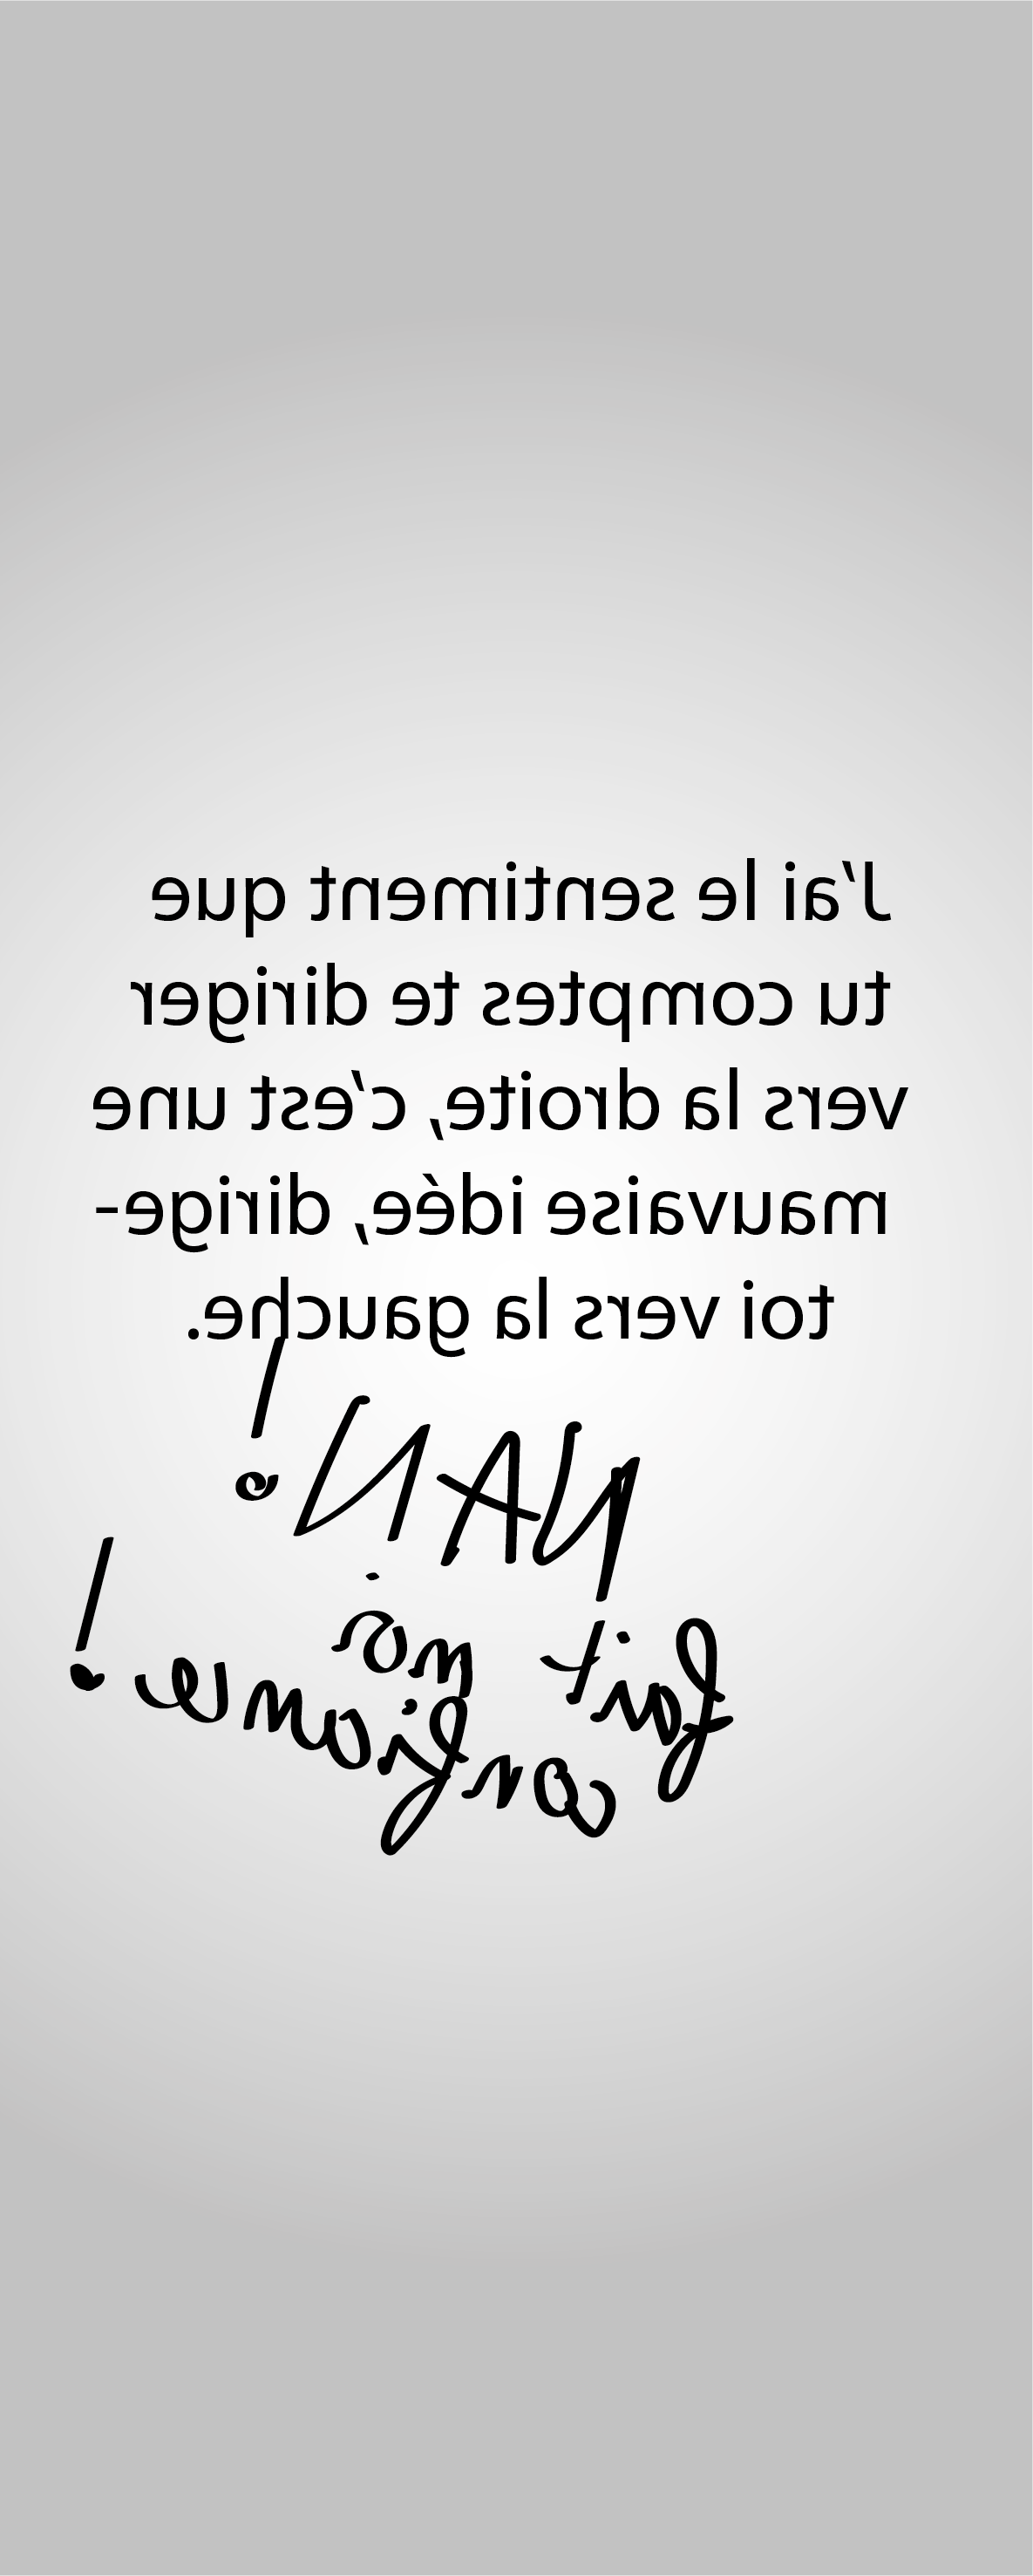 J'ai le sentiment que
tu comptes te diriger
vers la droite, c'est une
mauvaise idée, dirige-
toi vers la gauche.
NAN!
fait moi
confiance!